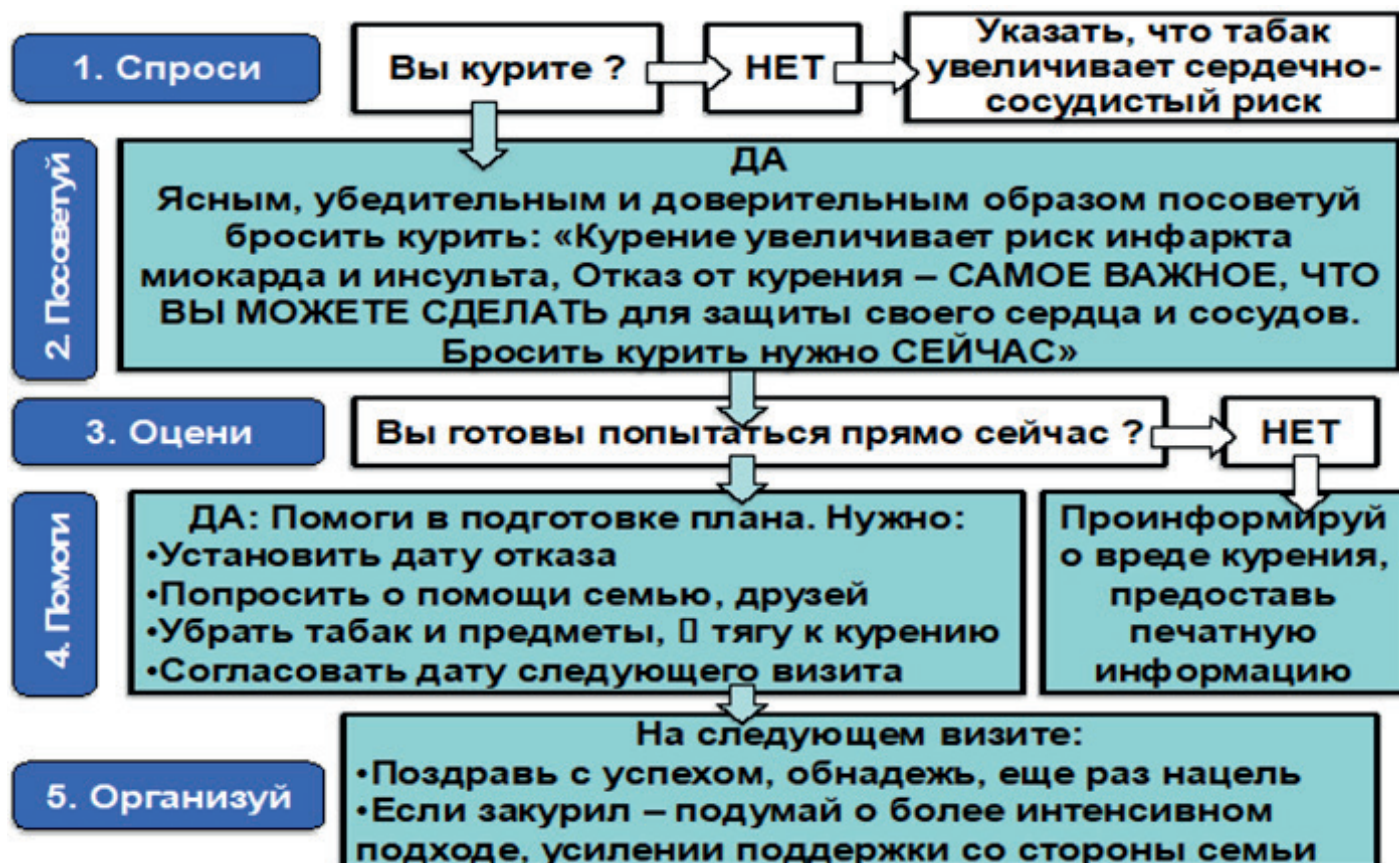 1. Спроси
Вы курите ?
НЕТ
Указать, что табак
увеличивает сердечно-
сосудистый риск
2. Посоветуй
ДА
Ясным, убедительным и доверительным образом посоветуй
бросить курить: «Курение увеличивает риск инфаркта
миокарда и инсульта, Отказ от курения – САМОЕ ВАЖНОЕ, ЧТО
ВЫ МОЖЕТЕ СДЕЛАТЬ для защиты своего сердца и сосудов.
Бросить курить нужно СЕЙЧАС»
3. Оцени
Вы готовы попытаться прямо сейчас ?
НЕТ
4. Помоги
ДА: Помоги в подготовке плана. Нужно:
•Установить дату отказа
•Попросить о помощи семью, друзей
•Убрать табак и предметы, ▯ тягу к курению
•Согласовать дату следующего визита
Проинформируй
о вреде курения,
предоставь
печатную
информацию
5. Организуй
На следующем визите:
•Поздравь с успехом, обнадежь, еще раз нацель
•Если закурил – подумай о более интенсивном
подходе, усилении поддержки со стороны семьи